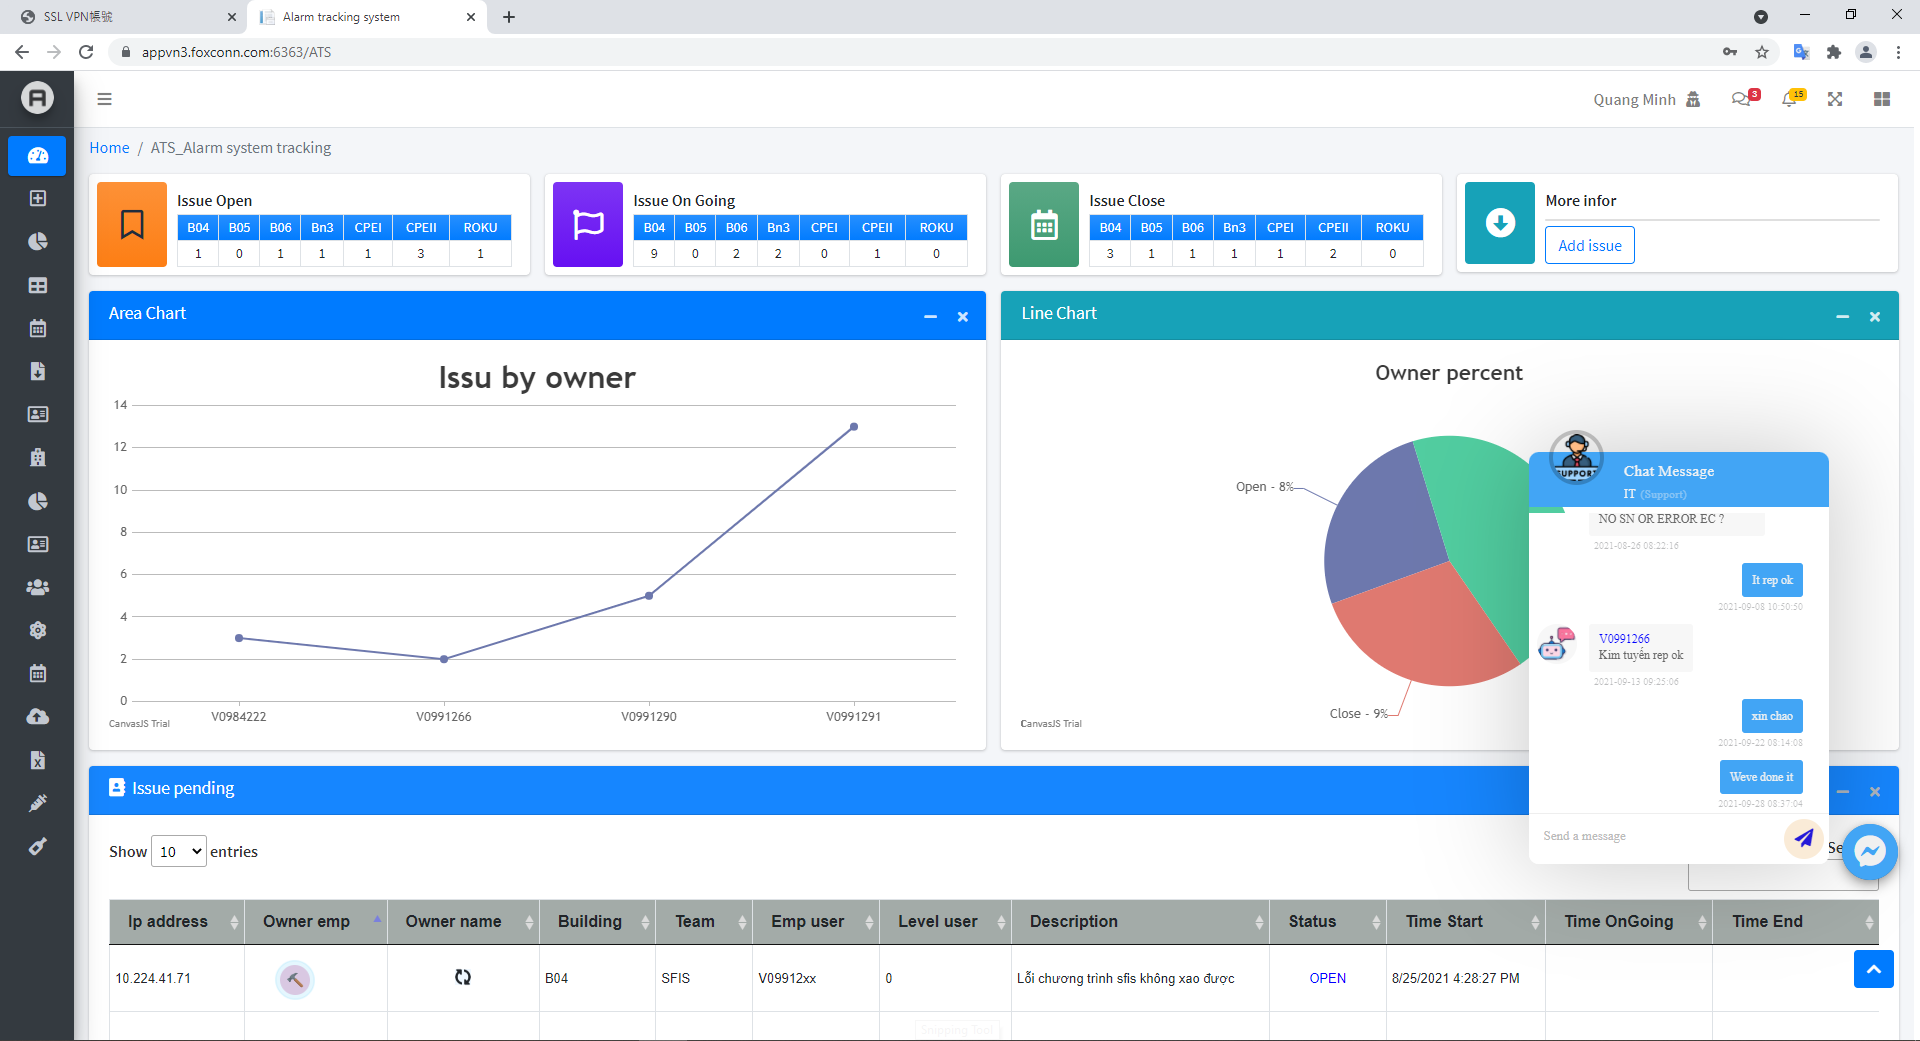 SSL VPN帳號
Alarm tracking system
appvn3.foxconn.com:6363/ATS
Quang Minh
3
15
Home / ATS_Alarm system tracking
Issue Open
B04 B05 B06 Bn3 CPEI CPEII ROKU
1 0 1 1 1 3 1
Issue On Going
B04 B05 B06 Bn3 CPEI CPEII ROKU
9 0 2 2 0 1 0
Issue Close
B04 B05 B06 Bn3 CPEI CPEII ROKU
3 1 1 1 1 2 0
More infor
Add issue
Area Chart
Issu by owner
14
12
10
8
6
4
2
0
V0984222 V0991266 V0991290 V0991291
CanvasJS Trial
Line Chart
Owner percent
Open - 8%
Close - 9%
CanvasJS Trial
SUPPORT
Chat Message
IT (Support)
NO SN OR ERROR EC ?
2021-08-26 08:22:16
It rep ok
2021-09-08 10:50:50
V0991266
Kim tuyến rep ok
2021-09-13 09:25:06
xin chao
2021-09-22 08:14:08
Weve done it
2021-09-28 08:37:04
Send a message
Issue pending
Show 10 entries
Se
Ip address Owner emp Owner name Building Team Emp user Level user Description Status Time Start Time OnGoing Time End
10.224.41.71 B04 SFIS V09912xx 0 Lỗi chương trình sfis không xao được OPEN 8/25/2021 4:28:27 PM
Snipping Tool